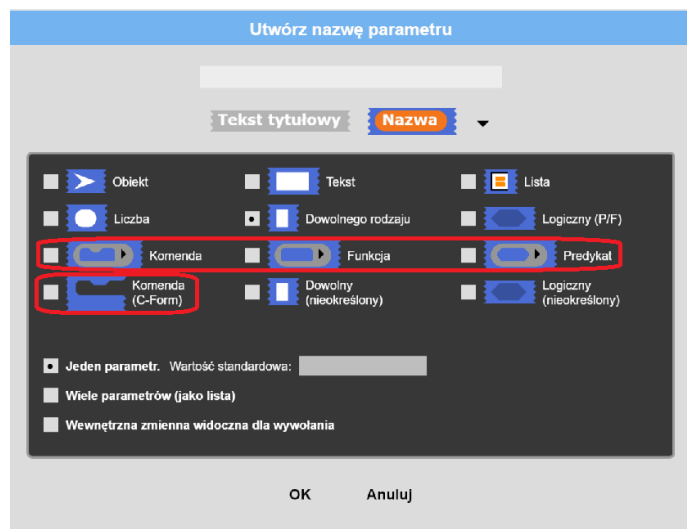 Utwórz nazwę parametru
Tekst tytułowy Nazwa
Obiekt Tekst Lista
Liczba Dowolnego rodzaju Logiczny (P/F)
Komenda Funkcja Predykat
Komenda (C-Form) Dowolny (nieokreślony) Logiczny (nieokreślony)
Jeden parametr. Wartość standardowa:
Wiele parametrów (jako lista)
Wewnętrzna zmienna widoczna dla wywołania
OK Anuluj